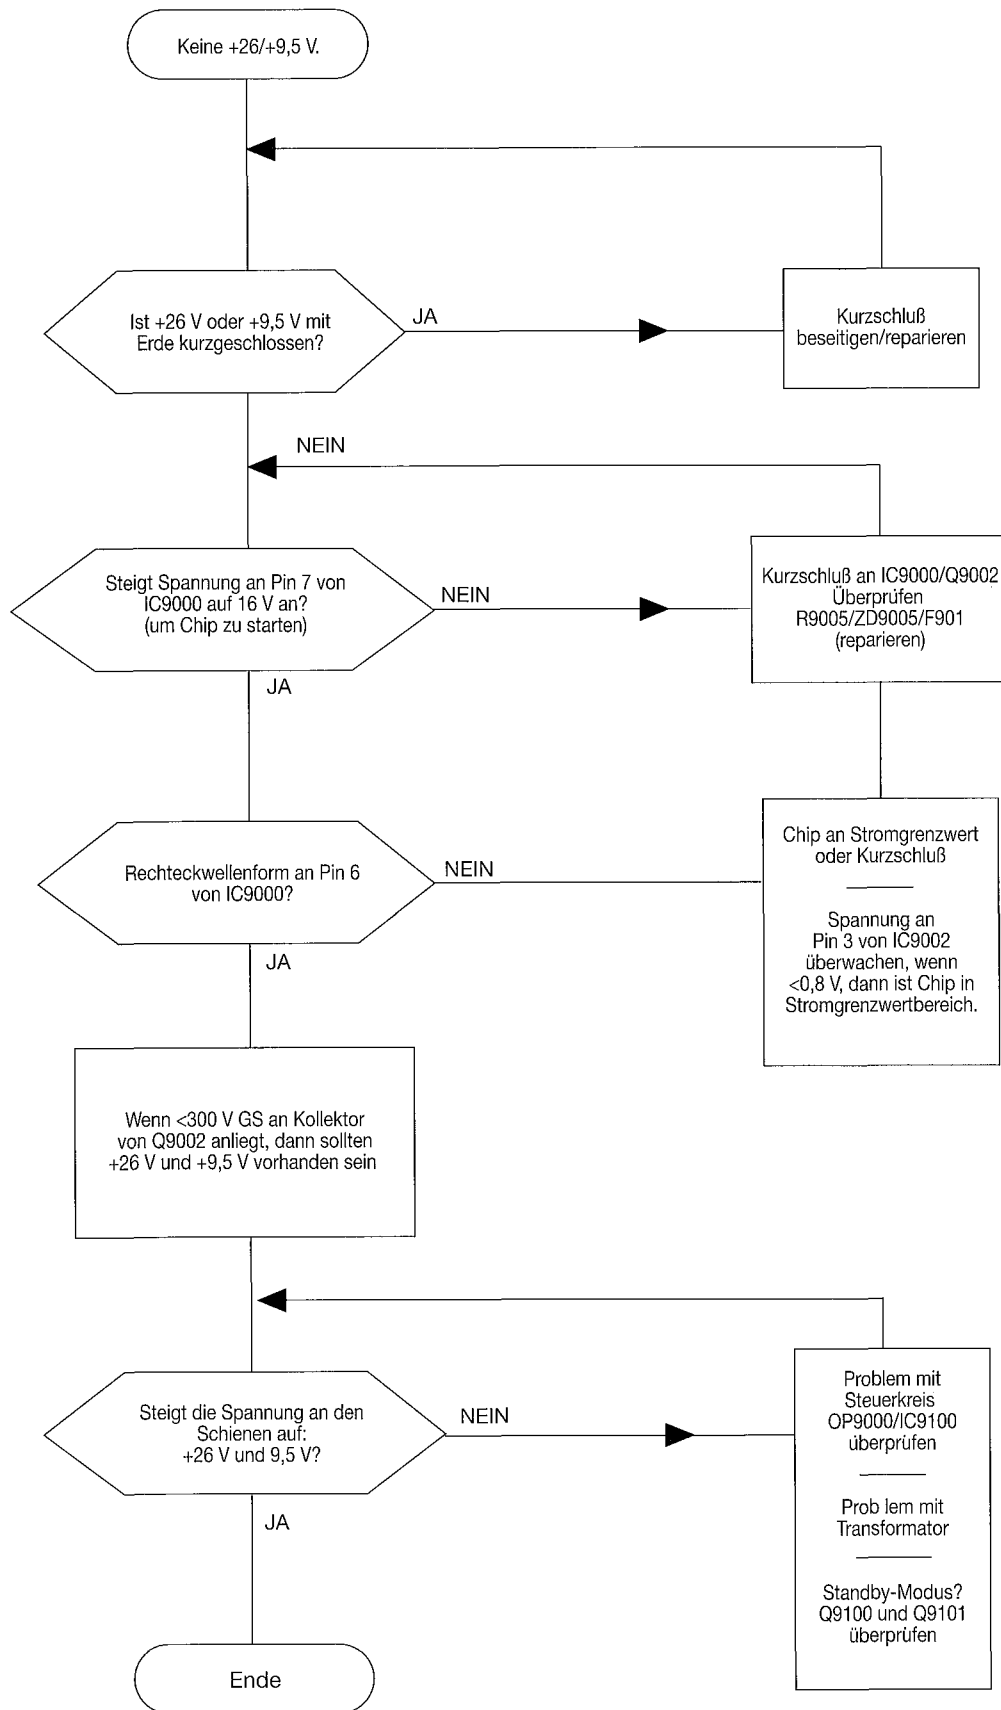 Keine +26/+9,5 V.
Ist +26 V oder +9,5 V mit
Erde kurzgeschlossen?
JA
Kurzschluß
beseitigen/reparieren
NEIN
Steigt Spannung an Pin 7 von
IC9000 auf 16 V an?
(um Chip zu starten)
NEIN
Kurzschluß an IC9000/Q9002
Überprüfen
R9005/ZD9005/F901
(reparieren)
JA
Rechteckwellenform an Pin 6
von IC9000?
NEIN
Chip an Stromgrenzwert
oder Kurzschluß
Spannung an
Pin 3 von IC9002
überwachen, wenn
<0,8 V, dann ist Chip in
Stromgrenzwertbereich.
JA
Wenn <300 V GS an Kollektor
von Q9002 anliegt, dann sollten
+26 V und +9,5 V vorhanden sein
Steigt die Spannung an den
Schienen auf:
+26 V und 9,5 V?
NEIN
Problem mit
Steuerkreis
OP9000/IC9100
überprüfen
Prob lem mit
Transformator
Standby-Modus?
Q9100 und Q9101
überprüfen
JA
Ende